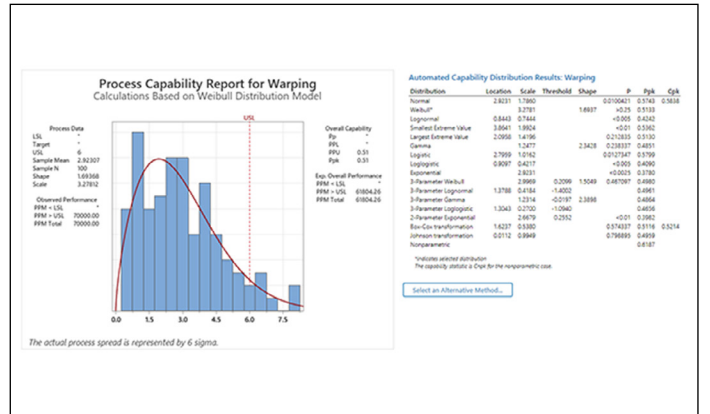 Process Capability Report for Warping
Calculations Based on Weibull Distribution Model
Process Data
LSL *
Target *
USL 6
Sample Mean 2.92307
Sample N 100
Shape 1.69368
Scale 3.27812
Observed Performance
PPM < LSL *
PPM > USL 70000.00
PPM Total 70000.00
USL
Overall Capability
Pp *
PPL *
PPU 0.51
Ppk 0.51
Exp. Overall Performance
PPM < LSL *
PPM > USL 61804.26
PPM Total 61804.26
0.0 1.5 3.0 4.5 6.0 7.5
The actual process spread is represented by 6 sigma.
Automated Capability Distribution Results: Warping
Distribution Location Scale Threshold Shape P Ppk Cpk
Normal 2.9231 1.7860 0.0100421 0.5743 0.5838
Weibull* 3.2781 1.6937 >0.25 0.5133
Lognormal 0.8443 0.7444 <0.005 0.4242
Smallest Extreme Value 3.8641 1.9924 <0.01 0.5362
Largest Extreme Value 2.0958 1.4196 0.212835 0.5130
Gamma 1.2477 2.3428 0.238337 0.4851
Logistic 2.7959 1.0162 0.0127347 0.5799
Loglogistic 0.9097 0.4217 <0.005 0.4090
Exponential 2.9231 <0.0025 0.3780
3-Parameter Weibull 2.9969 0.2099 1.5049 0.467097 0.4980
3-Parameter Lognormal 1.3788 0.4184 -1.4002 0.4961
3-Parameter Gamma 1.2314 -0.0197 2.3898 0.4864
3-Parameter Loglogistic 1.3043 0.2700 -1.0940 0.4656
2-Parameter Exponential 2.6679 0.2552 <0.01 0.3982
Box-Cox transformation 1.6237 0.5380 0.574337 0.5116 0.5214
Johnson transformation 0.0112 0.9949 0.798895 0.4959
Nonparametric 0.6187
*Indicates selected distribution
The capability statistic is Cnpk for the nonparametric case.
Select an Alternative Method...